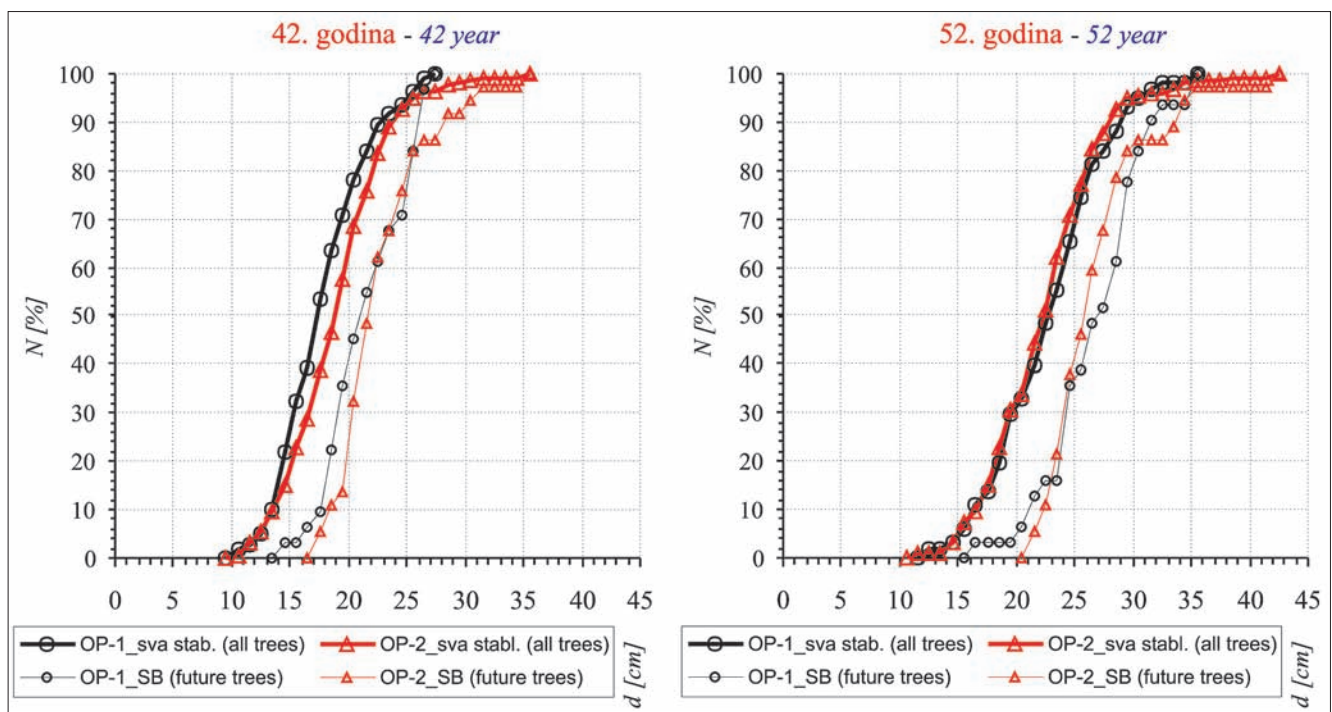 42. godina - 42 year
N [%]
100
90
80
70
60
50
40
30
20
10
0
0 5 10 15 20 25 30 35 40 45
d [cm]
OP-1_sva stab. (all trees) OP-2_sva stabl. (all trees)
OP-1_SB (future trees) OP-2_SB (future trees)
52. godina - 52 year
N [%]
100
90
80
70
60
50
40
30
20
10
0
0 5 10 15 20 25 30 35 40 45
d [cm]
OP-1_sva stab. (all trees) OP-2_sva stabl. (all trees)
OP-1_SB (future trees) OP-2_SB (future trees)